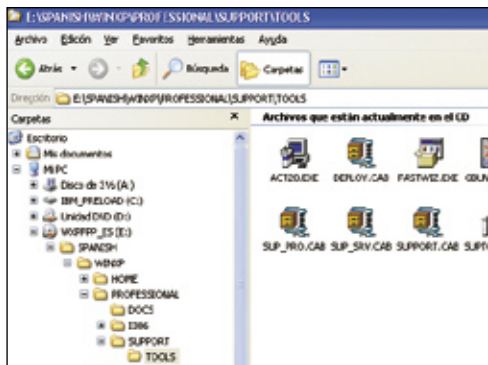 E:\SPANISH\WINXP\PROFESSIONAL\SUPPORT\TOOLS
Archivo Edición Ver Favoritos Herramientas Ayuda
Atrás Búsqueda Carpetas
Dirección E:\SPANISH\WINXP\PROFESSIONAL\SUPPORT\TOOLS
Carpetas X
Escritorio
Mis documentos
Mi PC
Disco de 3½ (A:)
IBM_PRELOAD (C:)
Unidad DVD (D:)
(E:)
SPANISH
WINXP
HOME
PROFESSIONAL
DOCS
I386
SUPPORT
TOOLS
Archivos que están actualmente en el CD
ACT20.EXE DEPLOY.CAB FASTWIZ.EXE
SUP_PRO.CAB SUP_SRV.CAB SUPPORT.CAB